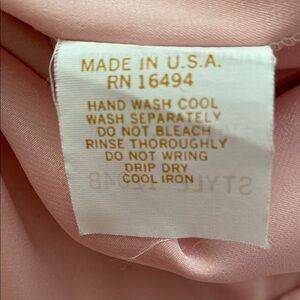 MADE IN U.S.A.
RN 16494
HAND WASH COOL
WASH SEPARATELY
DO NOT BLEACH
RINSE THOROUGHLY
DO NOT WRING
DRIP DRY
COOL IRON
STYLE